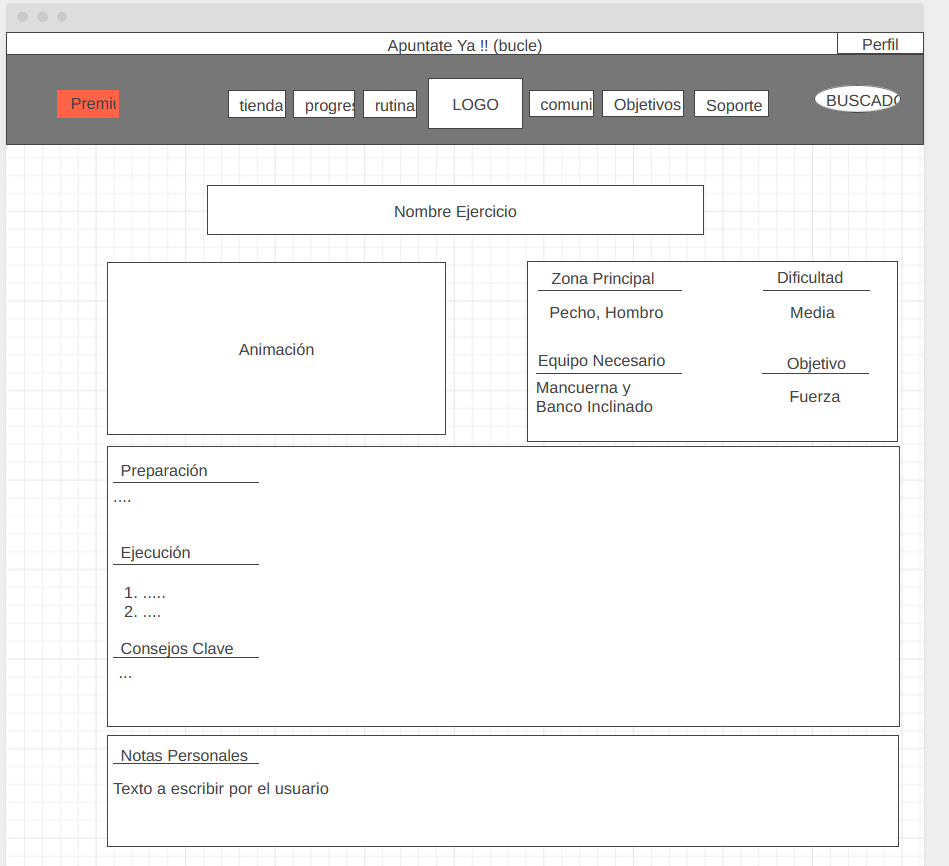 Apuntate Ya !! (bucle)
Perfil
Premiu
tienda
progres
rutina
LOGO
comuni
Objetivos
Soporte
BUSCADO
Nombre Ejercicio
Animación
Zona Principal
Dificultad
Pecho, Hombro
Media
Equipo Necesario
Objetivo
Mancuerna y
Banco Inclinado
Fuerza
Preparación
....
Ejecución
1. .....
2. ....
Consejos Clave
...
Notas Personales
Texto a escribir por el usuario